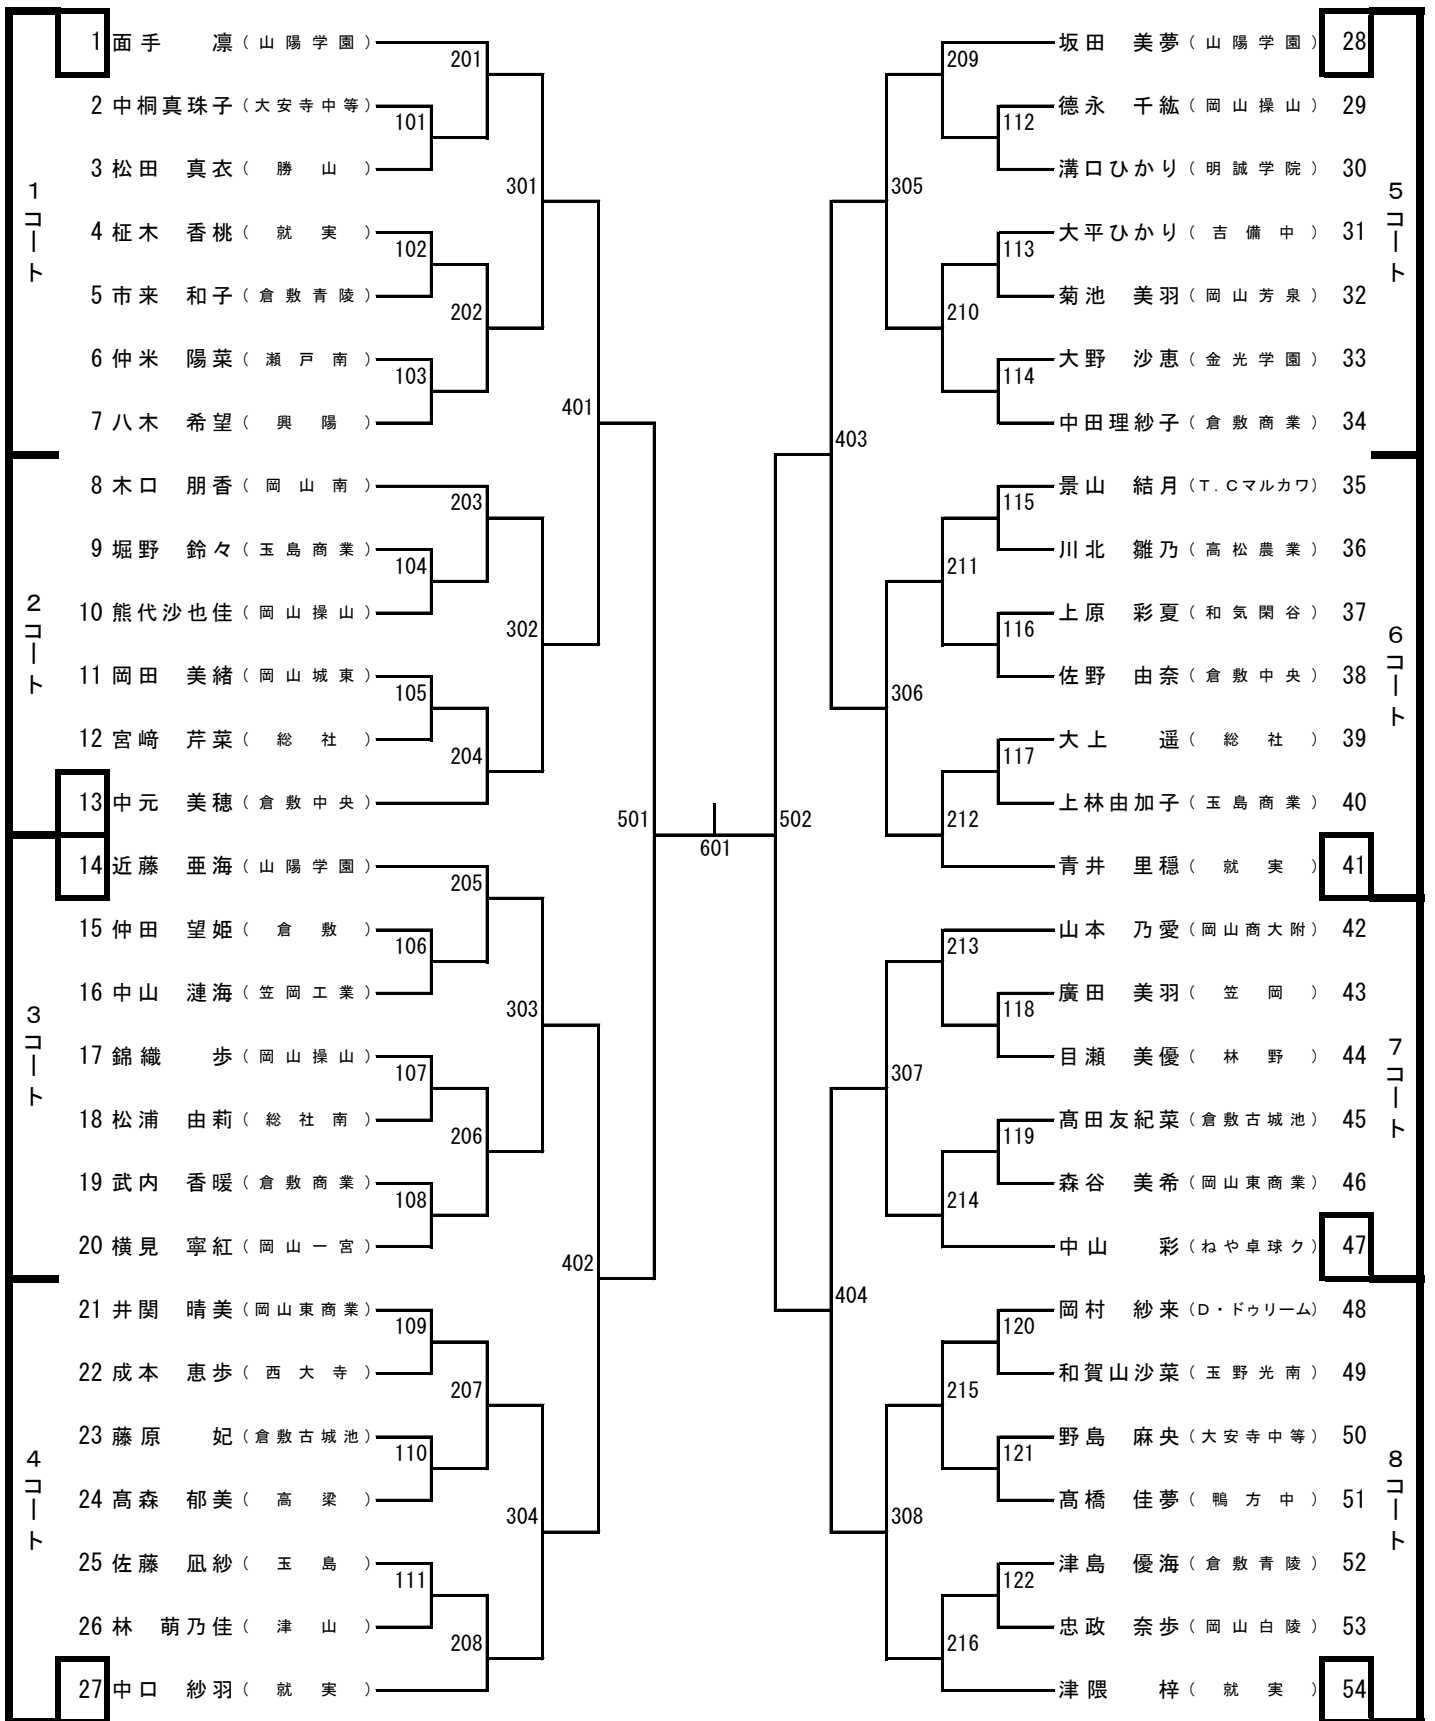 1コート
1 面手　凛（山陽学園）
2 中桐真珠子（大安寺中等）
3 松田　真衣（勝山）
4 柾木　香桃（就実）
5 市来　和子（倉敷青陵）
6 仲米　陽菜（瀬戸南）
7 八木　希望（興陽）
2コート
8 木口　朋香（岡山南）
9 堀野　鈴々（玉島商業）
10 熊代沙也佳（岡山操山）
11 岡田　美緒（岡山城東）
12 宮﨑　芹菜（総社）
13 中元　美穂（倉敷中央）
3コート
14 近藤　亜海（山陽学園）
15 仲田　望姫（倉敷）
16 中山　漣海（笠岡工業）
17 錦織　歩（岡山操山）
18 松浦　由莉（総社南）
19 武内　香暖（倉敷商業）
20 横見　寧紅（岡山一宮）
4コート
21 井関　晴美（岡山東商業）
22 成本　恵歩（西大寺）
23 藤原　妃（倉敷古城池）
24 髙森　郁美（高梁）
25 佐藤　凪紗（玉島）
26 林　萌乃佳（津山）
27 中口　紗羽（就実）
101
102
103
104
105
106
107
108
109
110
111
201
202
203
204
205
206
207
208
301
302
303
304
401
402
501
601
502
403
404
305
306
307
308
209
210
211
212
213
214
215
216
112
113
114
115
116
117
118
119
120
121
122
5コート
坂田　美夢（山陽学園） 28
德永　千紘（岡山操山） 29
溝口ひかり（明誠学院） 30
大平ひかり（吉備中） 31
菊池　美羽（岡山芳泉） 32
大野　沙恵（金光学園） 33
中田理紗子（倉敷商業） 34
6コート
景山　結月（T.Cマルカワ） 35
川北　雛乃（高松農業） 36
上原　彩夏（和気閑谷） 37
佐野　由奈（倉敷中央） 38
大上　遥（総社） 39
上林由加子（玉島商業） 40
青井　里穏（就実） 41
7コート
山本　乃愛（岡山商大附） 42
廣田　美羽（笠岡） 43
目瀬　美優（林野） 44
髙田友紀菜（倉敷古城池） 45
森谷　美希（岡山東商業） 46
中山　彩（ねや卓球ク） 47
8コート
岡村　紗来（D・ドゥリーム） 48
和賀山沙菜（玉野光南） 49
野島　麻央（大安寺中等） 50
髙橋　佳夢（鴨方中） 51
津島　優海（倉敷青陵） 52
忠政　奈歩（岡山白陵） 53
津隈　梓（就実） 54